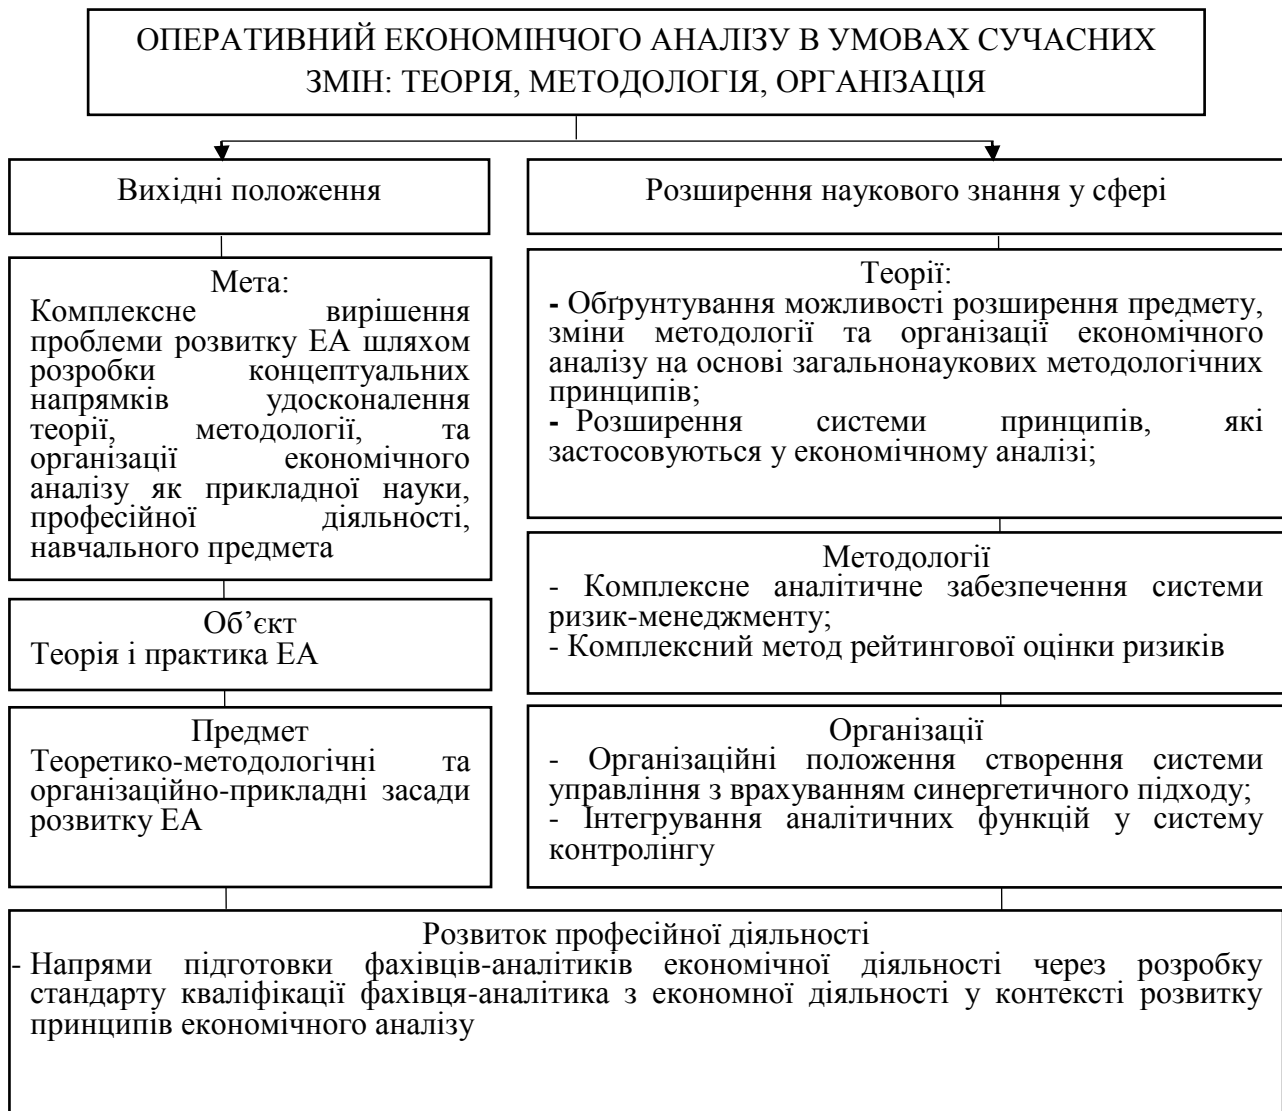 ОПЕРАТИВНИЙ ЕКОНОМІНЧОГО АНАЛІЗУ В УМОВАХ СУЧАСНИХ
ЗМІН: ТЕОРІЯ, МЕТОДОЛОГІЯ, ОРГАНІЗАЦІЯ
Вихідні положення
Мета:
Комплексне вирішення
проблеми розвитку ЕА шляхом
розробки концептуальних
напрямків удосконалення
теорії, методології, та
організації економічного
аналізу як прикладної науки,
професійної діяльності,
навчального предмета
Об’єкт
Теорія і практика ЕА
Предмет
Теоретико-методологічні та
організаційно-прикладні засади
розвитку ЕА
Розширення наукового знання у сфері
Теорії:
- Обґрунтування можливості розширення предмету,
зміни методології та організації економічного
аналізу на основі загальнонаукових методологічних
принципів;
- Розширення системи принципів, які
застосовуються у економічному аналізі;
Методології
- Комплексне аналітичне забезпечення системи
ризик-менеджменту;
- Комплексний метод рейтингової оцінки ризиків
Організації
- Організаційні положення створення системи
управління з врахуванням синергетичного підходу;
- Інтегрування аналітичних функцій у систему
контролінгу
Розвиток професійної діяльності
- Напрями підготовки фахівців-аналітиків економічної діяльності через розробку
стандарту кваліфікації фахівця-аналітика з економної діяльності у контексті розвитку
принципів економічного аналізу